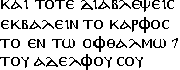 ΚΑΙ ΤΟΤΕ ΔΙΑΒΛΕΨΕΙϹ
ΕΚΒΑΛΕΙΝ ΤΟ ΚΑΡΦΟϹ
ΤΟ ΕΝ ΤΩ ΟΦΘΑΛΜΩ ?
ΤΟΥ ΑΔΕΛΦΟΥ ϹΟΥ